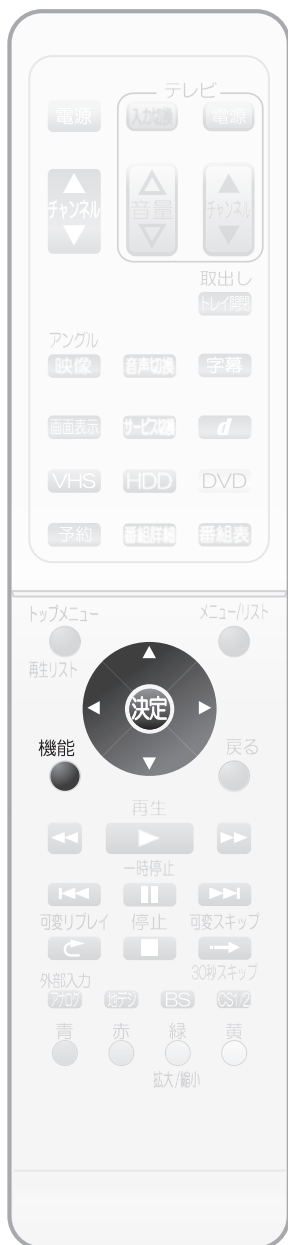 テレビ
電源 入力切換 電源
チャンネル 音量 チャンネル
取出し
トレイ開閉
アングル
映像 音声切換 字幕
画面表示 サービス切換 d
VHS HDD DVD
予約 番組詳細 番組表
トップメニュー メニュー/リスト
再生リスト
決定
機能 戻る
再生
一時停止
可変リプレイ 停止 可変スキップ
30秒スキップ
外部入力
アナログ 地デジ BS CS1/2
青 赤 緑 黄
拡大/縮小